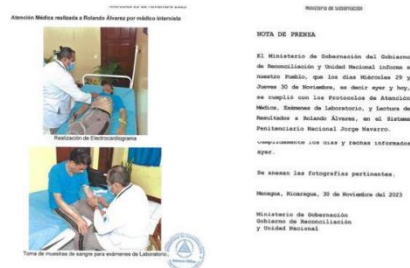 Atención Médica realizada a Rolando Álvarez por médico internista
Realización de Electrocardiograma
Toma de muestras de sangre para exámenes de Laboratorio.
Ministerio de Gobernación
NOTA DE PRENSA
El Ministerio de Gobernación del Gobierno
de Reconciliación y Unidad Nacional informa a
nuestro Pueblo, que los días Miércoles 29 y
Jueves 30 de Noviembre, es decir ayer y hoy,
se cumplió con los Protocolos de Atención
Médica, Exámenes de Laboratorio, y Lectura de
Resultados a Rolando Álvarez, en el Sistema
Penitenciario Nacional Jorge Navarro.
los días y fechas informados
ayer.
Se anexan las fotografías pertinentes.
Managua, Nicaragua, 30 de Noviembre del 2023
Ministerio de Gobernación
Gobierno de Reconciliación
y Unidad Nacional